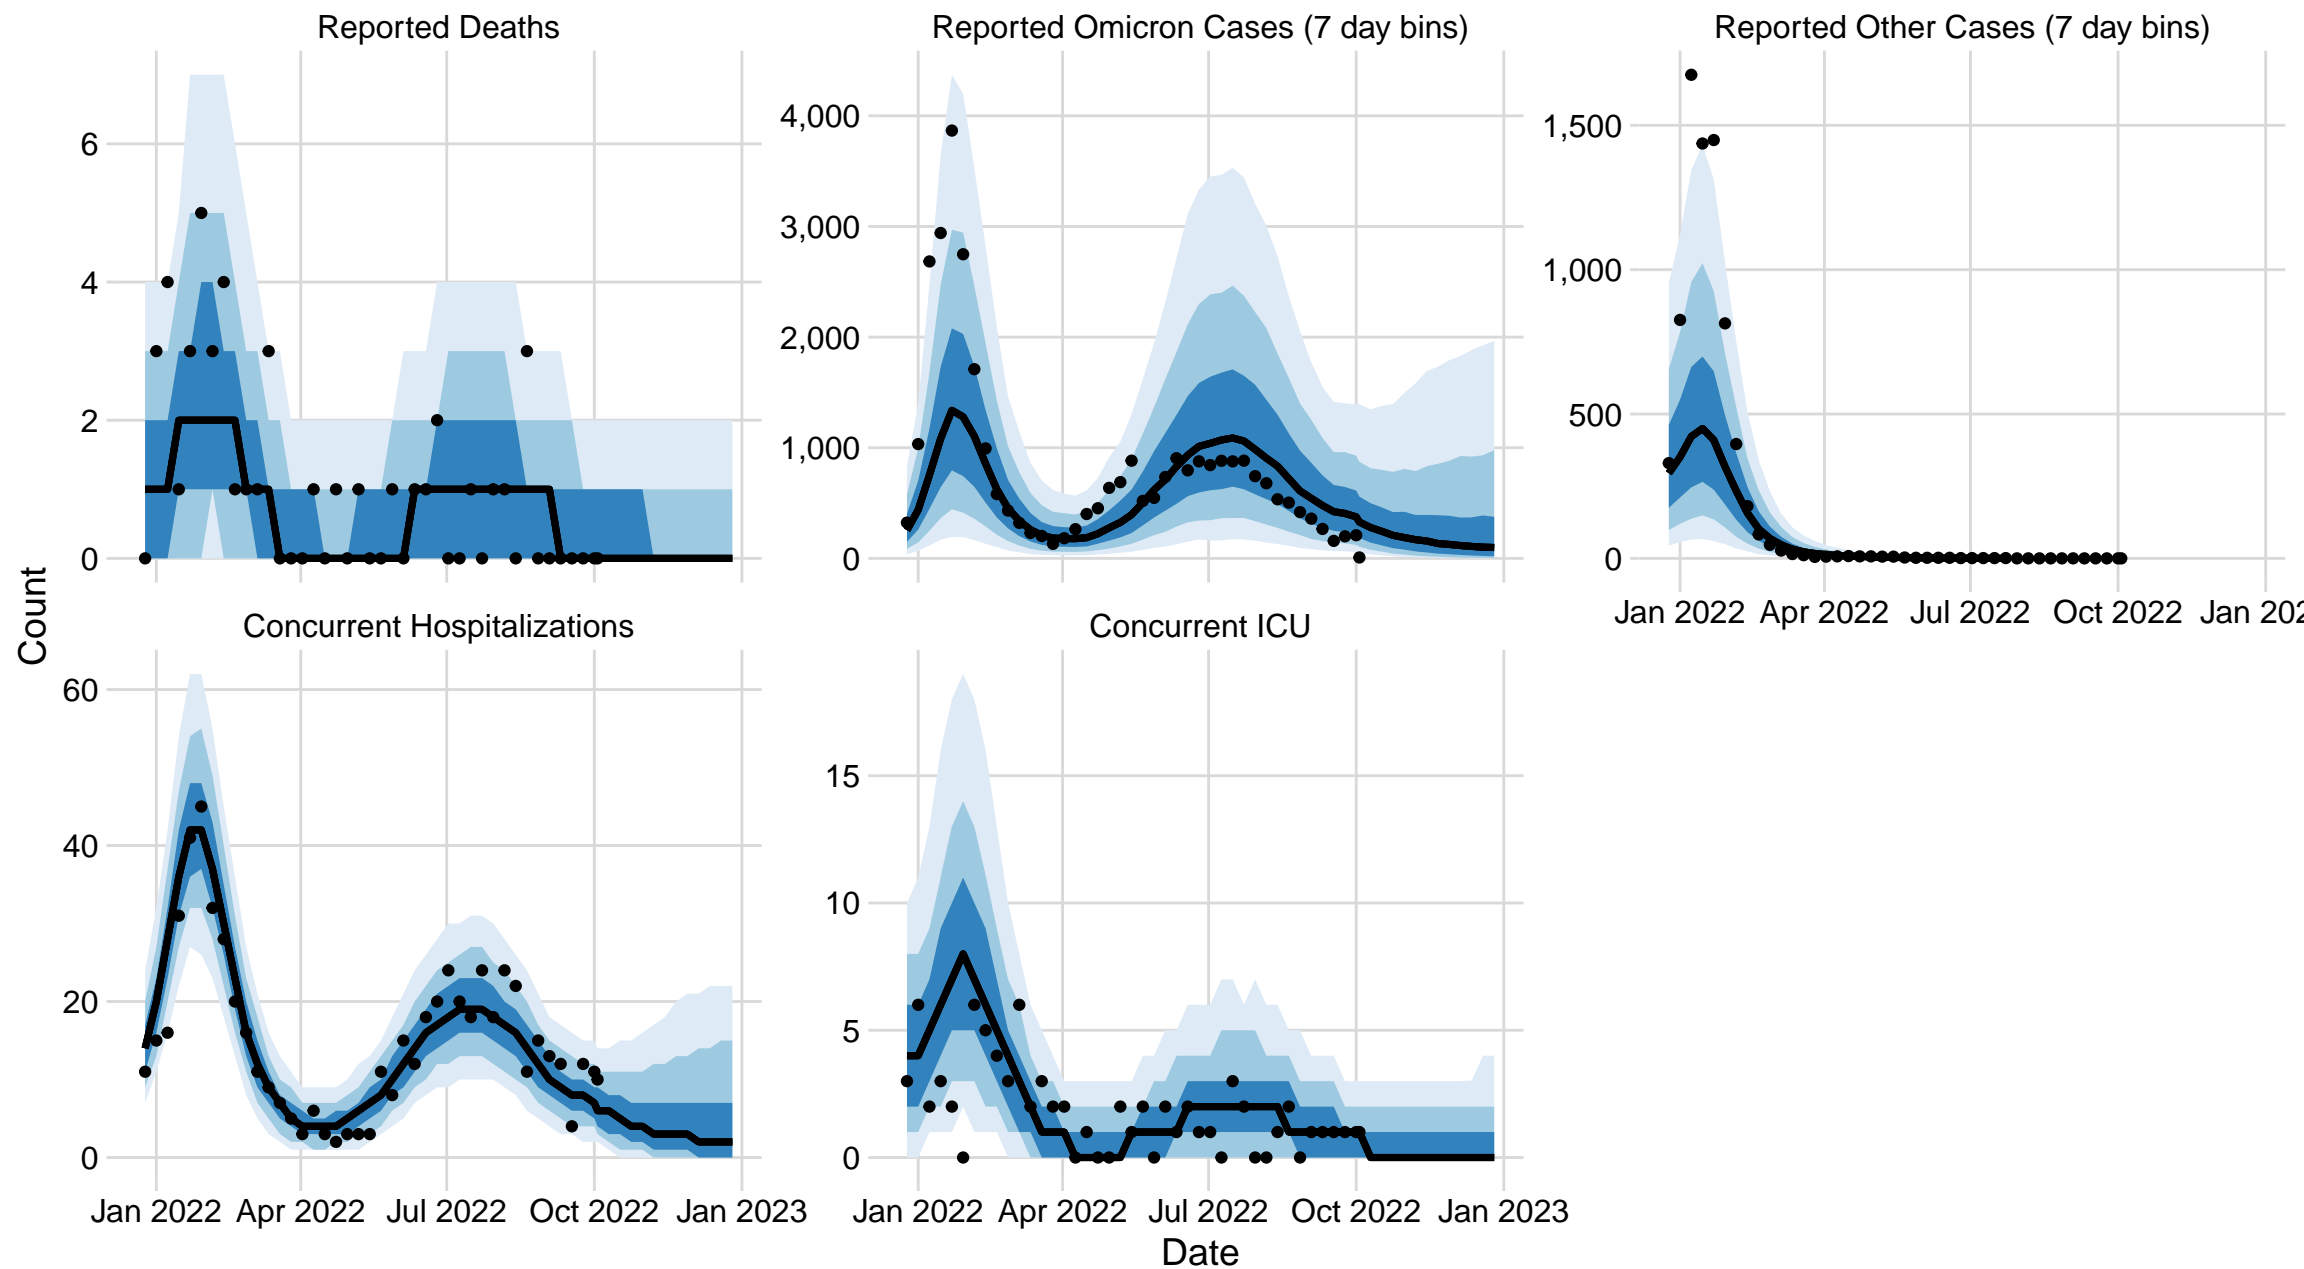 Reported Deaths
Reported Omicron Cases (7 day bins)
Reported Other Cases (7 day bins)
6
4
2
0
4,000
3,000
2,000
1,000
0
1,500
1,000
500
0
Jan 2022 Apr 2022 Jul 2022 Oct 2022 Jan 202
Count
Concurrent Hospitalizations
Concurrent ICU
60
40
20
0
15
10
5
0
Jan 2022 Apr 2022 Jul 2022 Oct 2022 Jan 2023
Jan 2022 Apr 2022 Jul 2022 Oct 2022 Jan 2023
Date